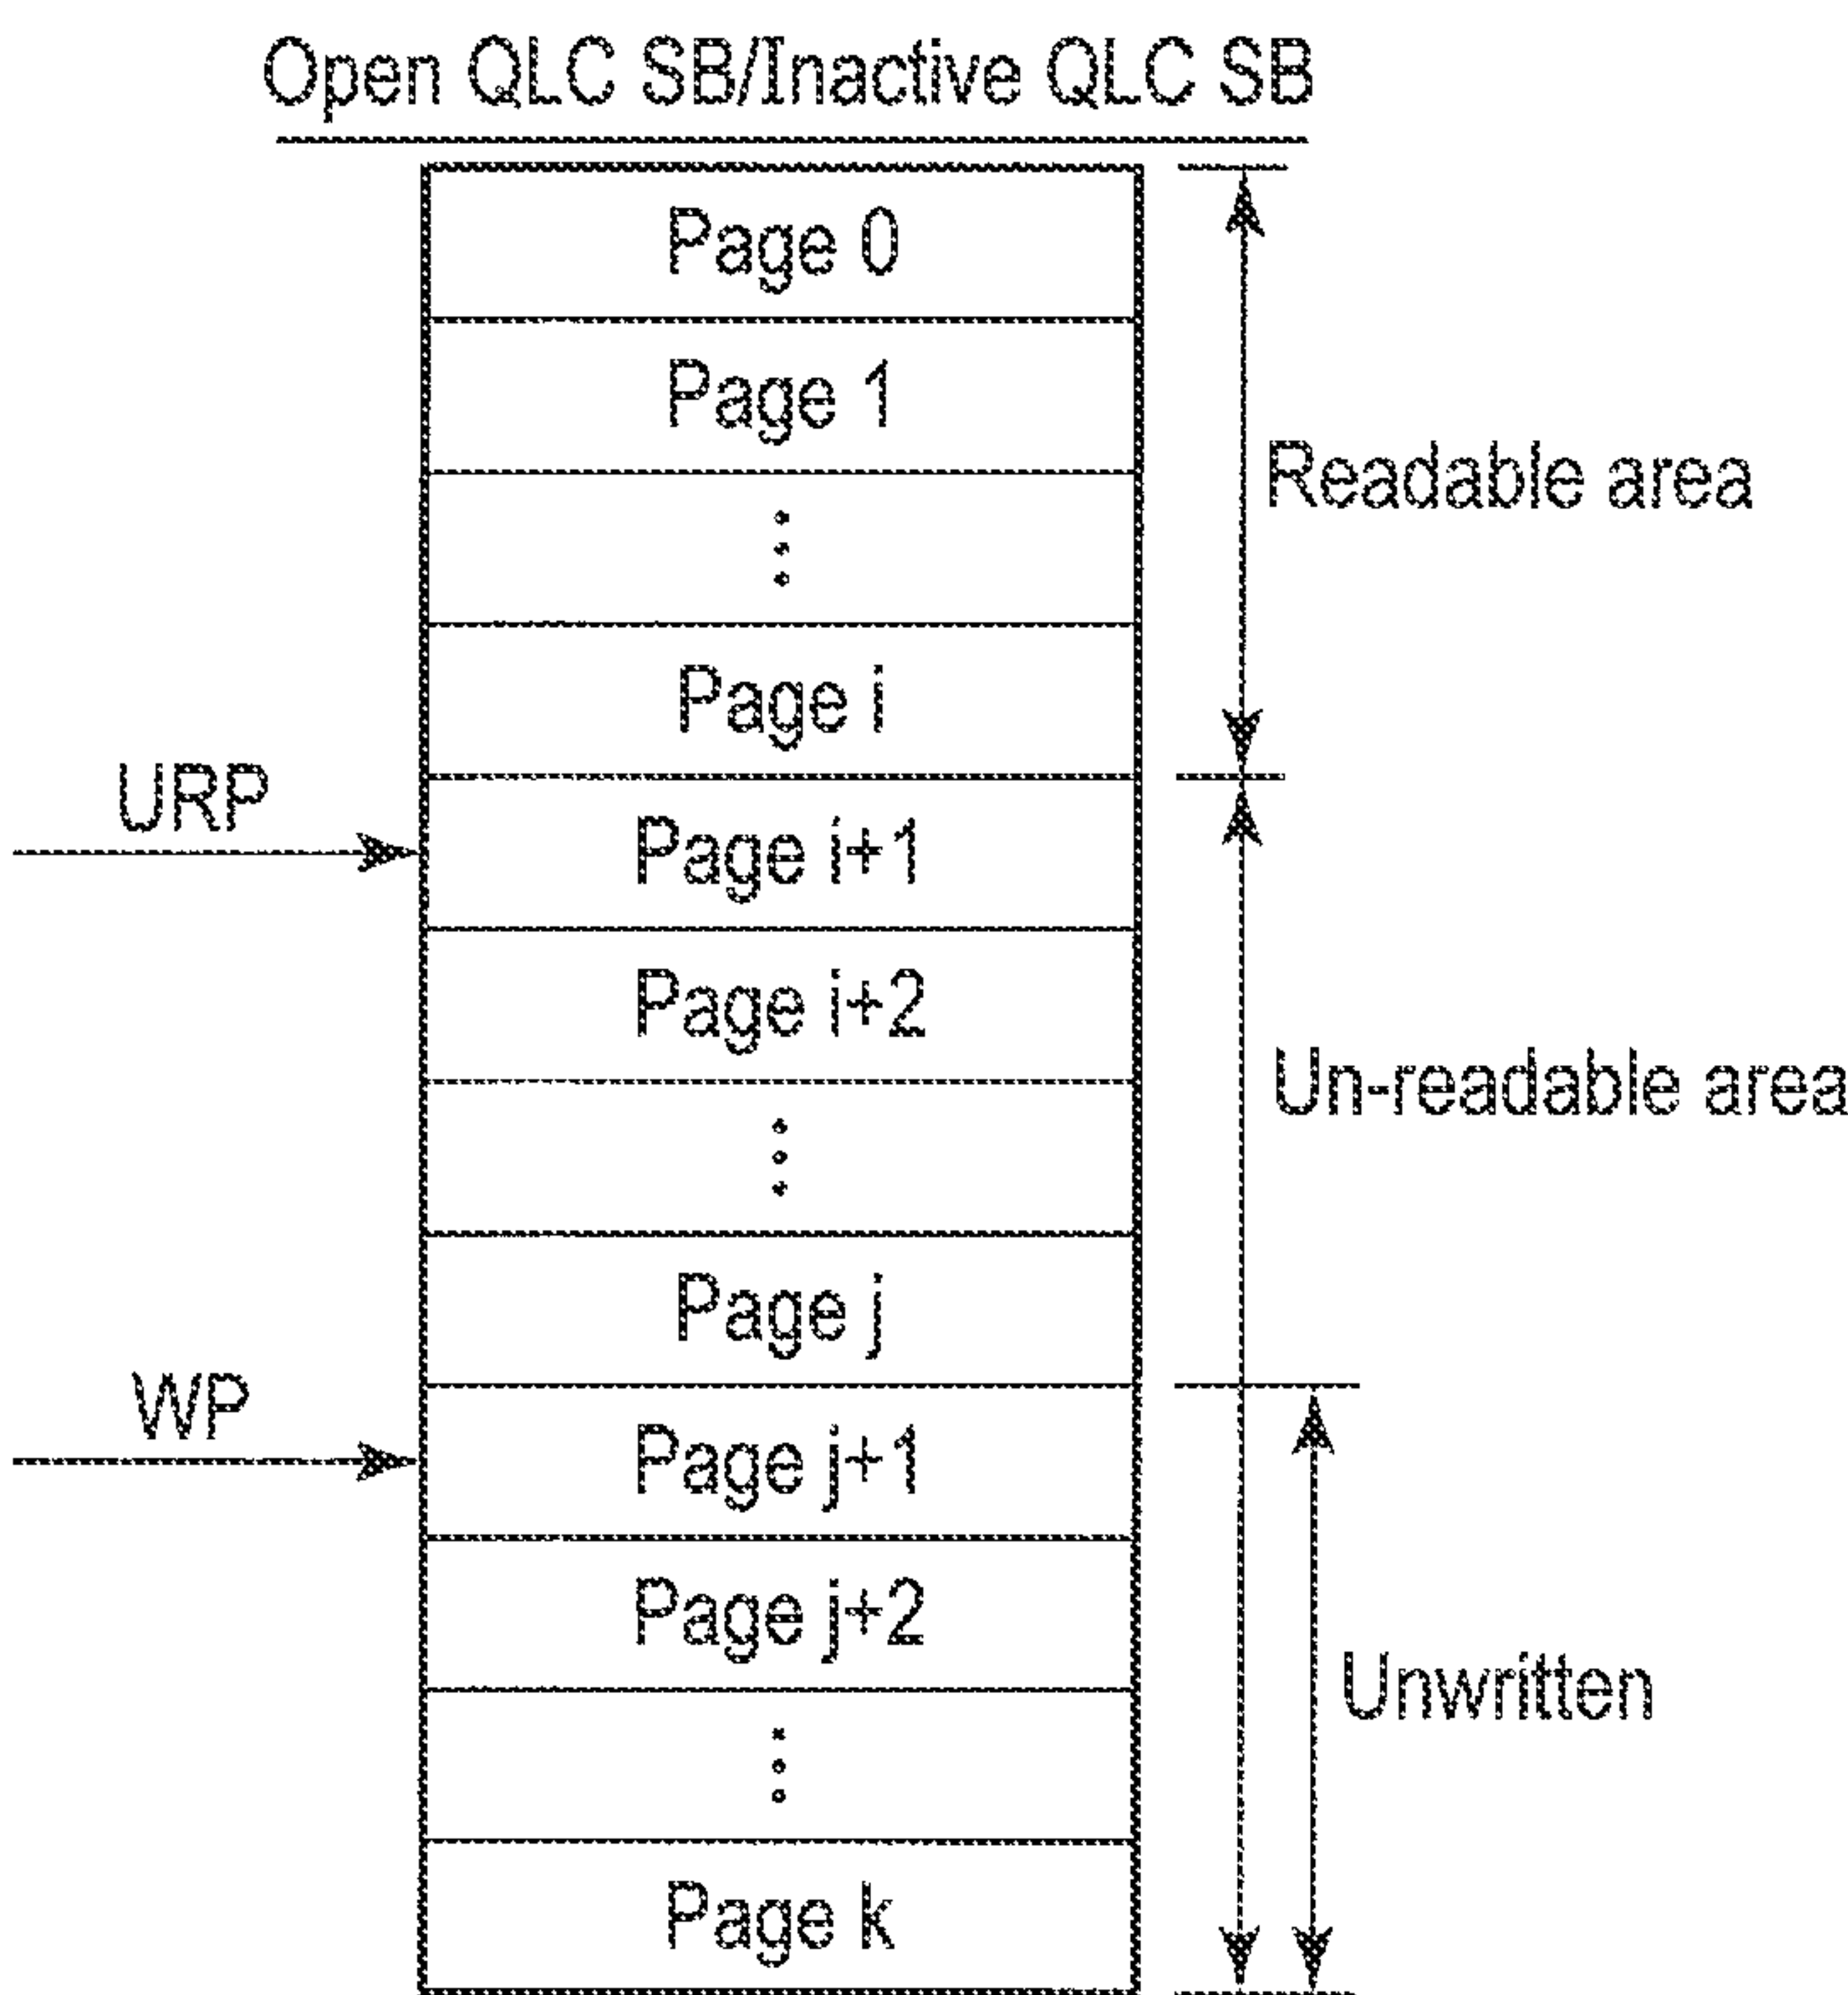 Open QLC SB/Inactive QLC SB
Page 0
Page 1
Readable area
Page i
URP
Page i+1
Page i+2
Un-readable area
Page j
WP
Page j+1
Page j+2
Unwritten
Page k